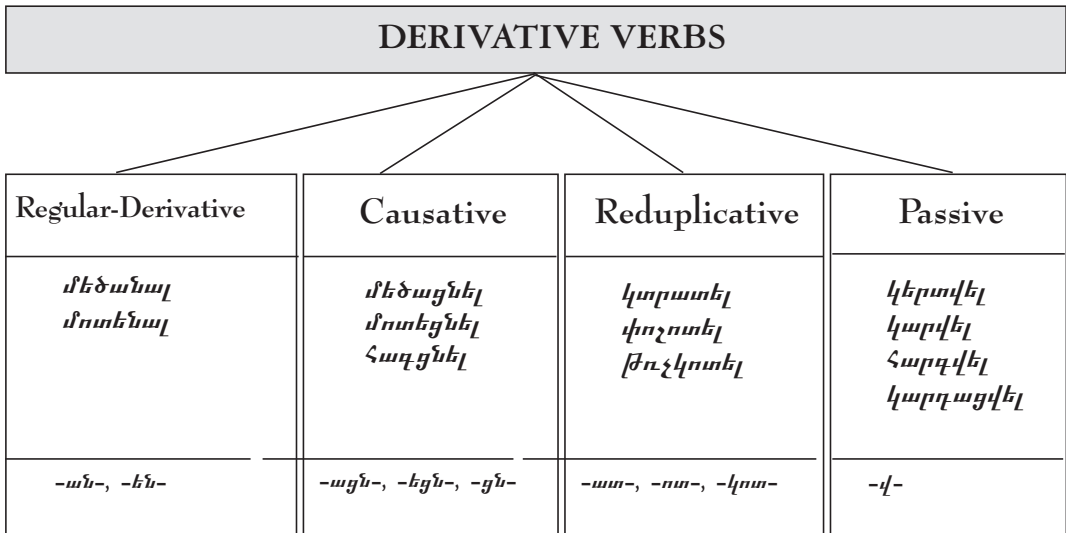 DERIVATIVE VERBS
Regular-Derivative
մեծանալ
մոտենալ
-ան-, -են-
Causative
մեծացնել
մոտեցնել
հագցնել
-ացն-, -եցն-, -ցն-
Reduplicative
կտրատել
փոշոտել
թռչկոտել
-ատ-, -ոտ-, -կոտ-
Passive
կերտվել
կարվել
հարգվել
կարդացվել
-վ-